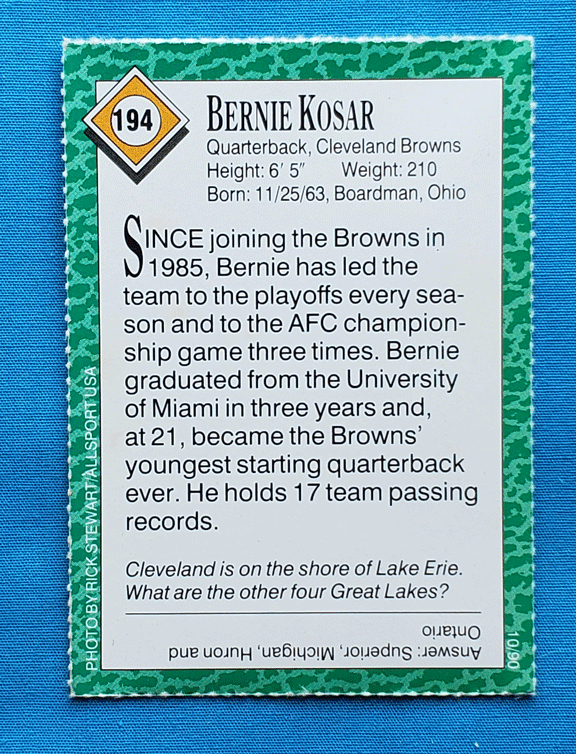 194
BERNIE KOSAR
Quarterback, Cleveland Browns
Height: 6' 5" Weight: 210
Born: 11/25/63, Boardman, Ohio
SINCE joining the Browns in
1985, Bernie has led the
team to the playoffs every sea-
son and to the AFC champion-
ship game three times. Bernie
graduated from the University
of Miami in three years and,
at 21, became the Browns'
youngest starting quarterback
ever. He holds 17 team passing
records.
Cleveland is on the shore of Lake Erie.
What are the other four Great Lakes?
Answer: Superior, Michigan, Huron and
Ontario
PHOTO BY RICK STEWART/ALLSPORT USA
10/90